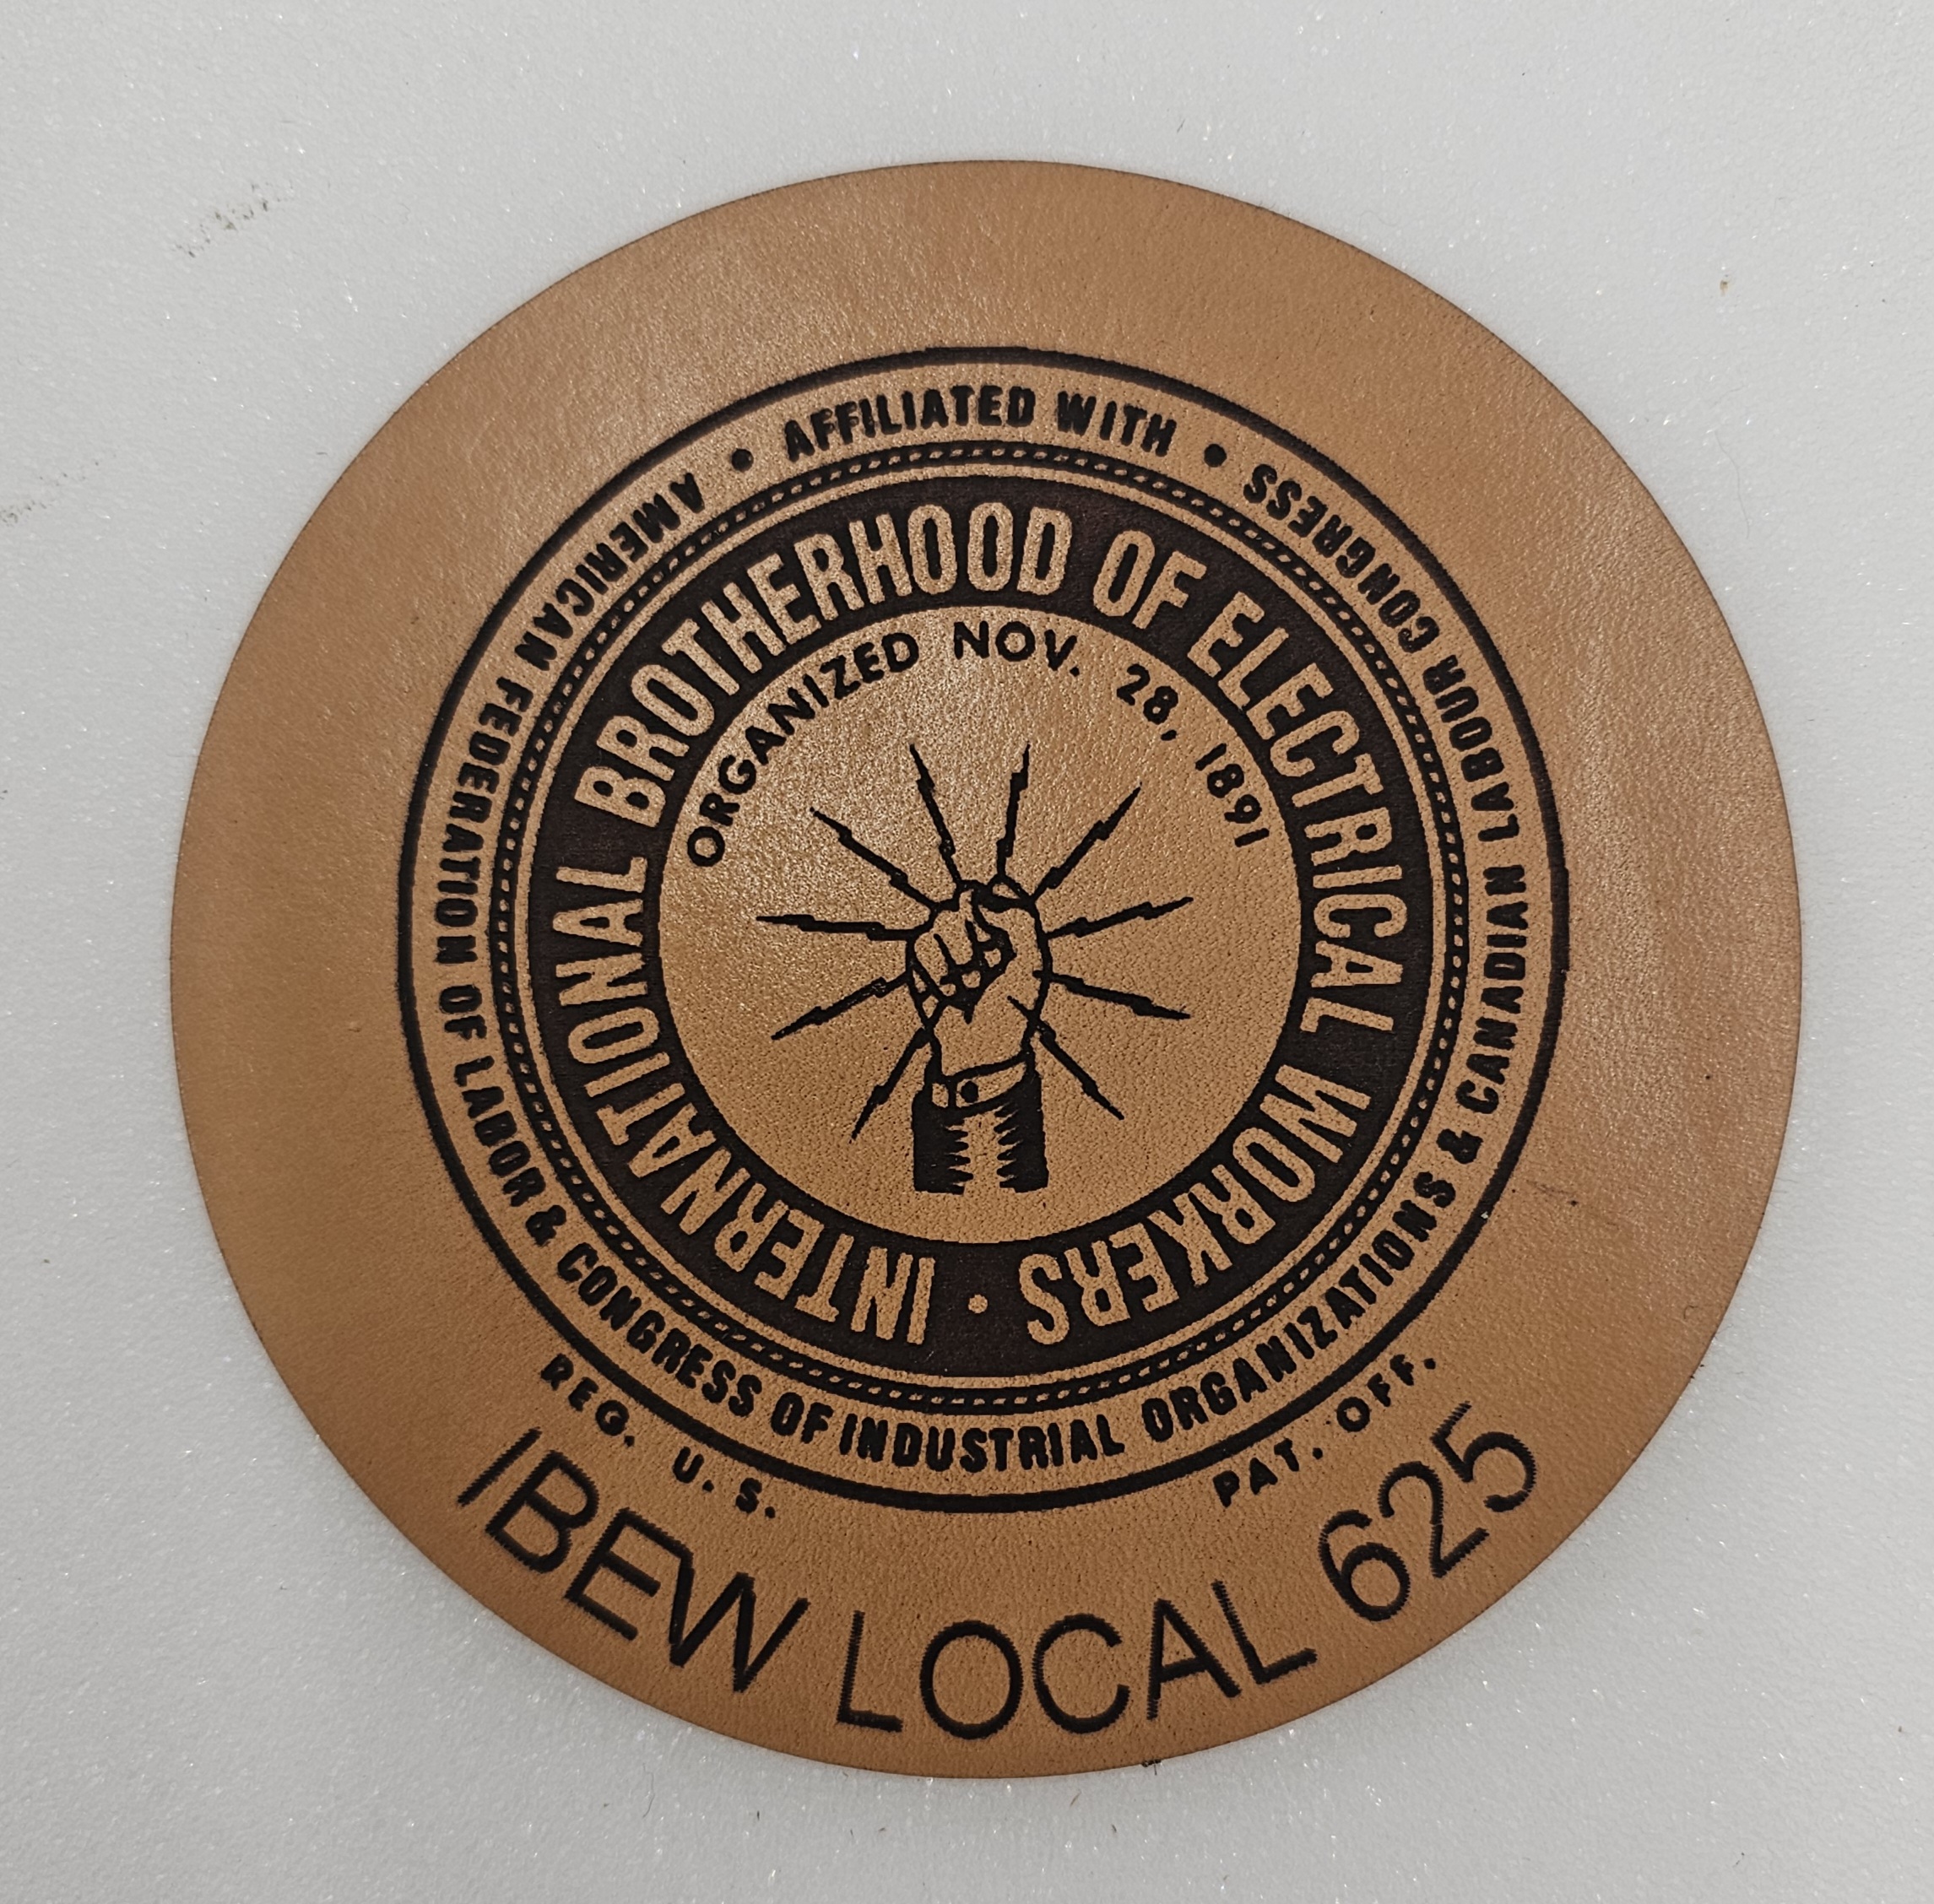 • AFFILIATED WITH •
AMERICAN FEDERATION OF LABOR & CONGRESS OF INDUSTRIAL ORGANIZATIONS & CANADIAN LABOUR CONGRESS
INTERNATIONAL BROTHERHOOD OF ELECTRICAL WORKERS •
ORGANIZED NOV. 28, 1891
REG. U.S. PAT. OFF.
IBEW LOCAL 625